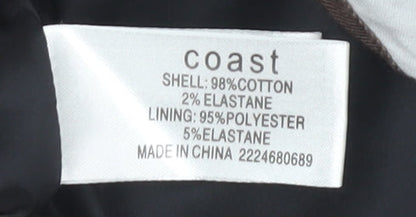 coast
SHELL: 98%COTTON
2% ELASTANE
LINING: 95%POLYESTER
5%ELASTANE
MADE IN CHINA 2224680689